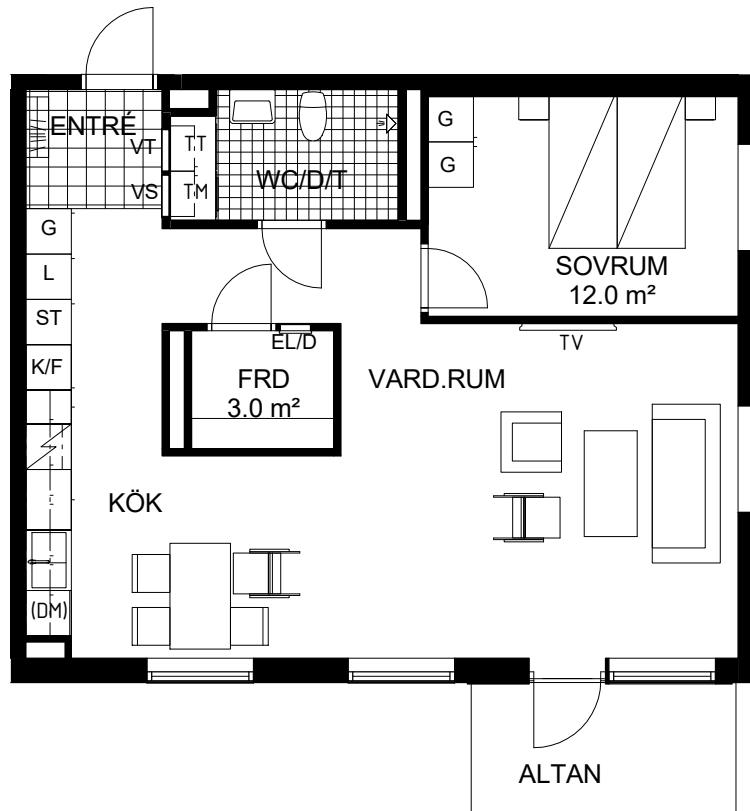 ENTRÉ
VT
TT
VS
TM
WC/D/T
G
G
SOVRUM
12.0 m²
G
L
ST
K/F
EL/D
TV
FRD
3.0 m²
VARD.RUM
KÖK
(DM)
ALTAN